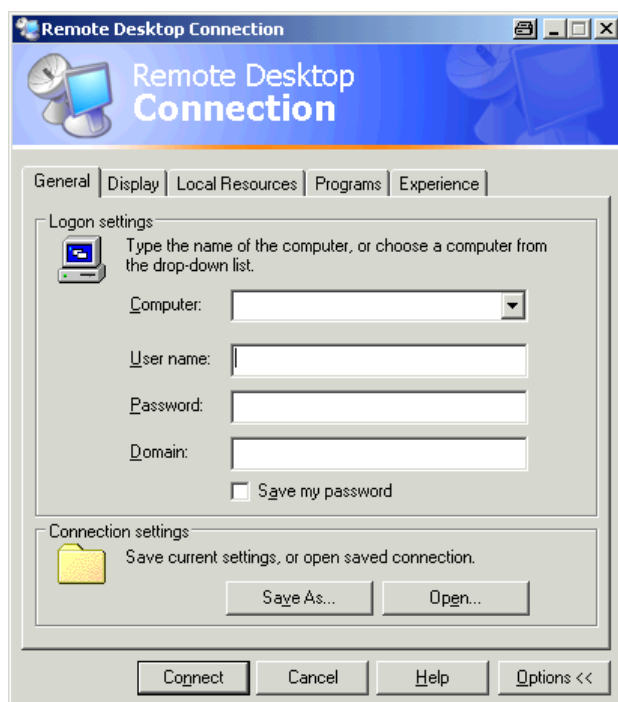 Remote Desktop Connection
Remote Desktop
Connection
General Display Local Resources Programs Experience
Logon settings
Type the name of the computer, or choose a computer from
the drop-down list.
Computer:
User name:
Password:
Domain:
Save my password
Connection settings
Save current settings, or open saved connection.
Save As... Open...
Connect Cancel Help Options <<